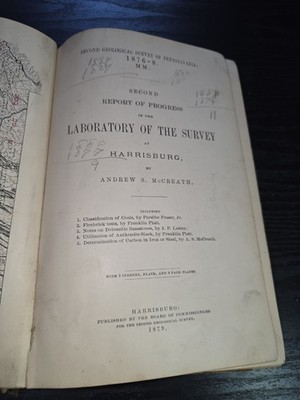 SECOND GEOLOGICAL SURVEY OF PENNSYLVANIA:
1876-8.
MM.
SECOND
REPORT OF PROGRESS
IN THE
LABORATORY OF THE SURVEY
AT
HARRISBURG,
BY
ANDREW S. McCREATH.
INCLUDING
1. Classification of Coals, by Persifor Frazer, Jr.
2. Firebrick tests, by Franklin Platt.
3. Notes on Dolomitic limestones, by J. P. Lesley.
4. Utilization of Anthracite-Slack, by Franklin Platt.
5. Determination of Carbon in Iron or Steel, by A. S. McCreath.
HARRISBURG:
PUBLISHED BY THE BOARD OF COMMISSIONERS
FOR THE SECOND GEOLOGICAL SURVEY.
1879.